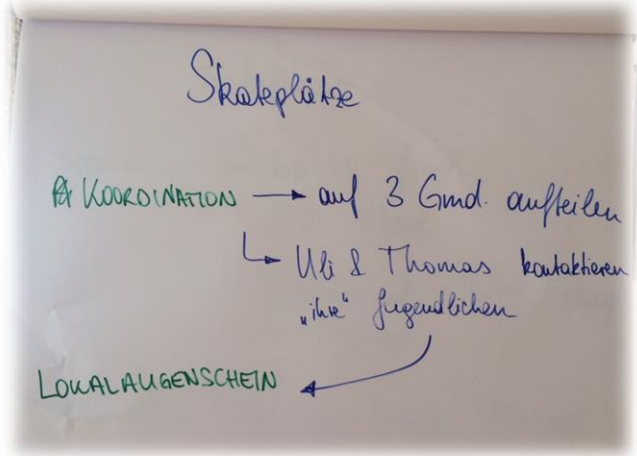 Skateplätze
KOORDINATION → auf 3 Gmd. aufteilen
↳ Uli & Thomas kontaktieren
„ihre“ Jugendlichen
LOKALAUGENSCHEIN